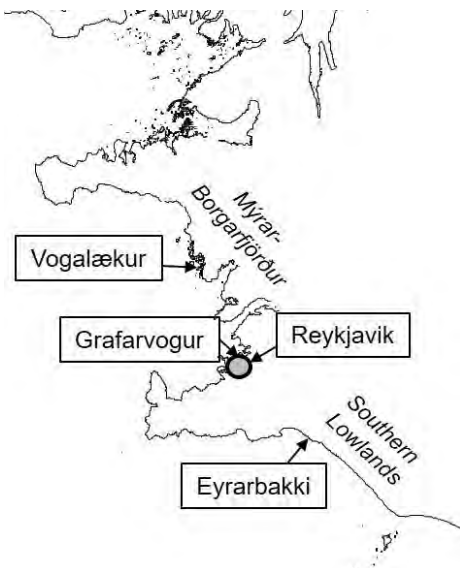 Mýrar-
Borgarfjörður
Vogalækur
Grafarvogur
Reykjavik
Southern
Lowlands
Eyrarbakki